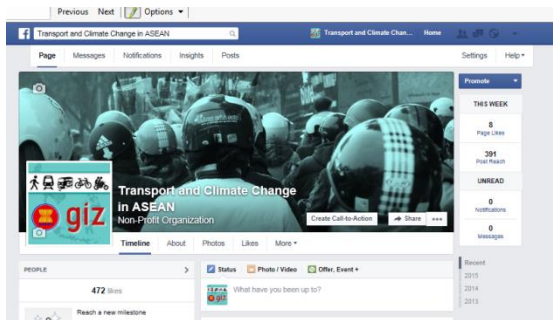 Previous Next Options
f Transport and Climate Change in ASEAN Transport and Climate Chan... Home
Page Messages Notifications Insights Posts Settings Help
Promote
THIS WEEK
8
Page Likes
391
Post Reach
UNREAD
0
Notifications
0
Messages
giz
Transport and Climate Change
in ASEAN
Non-Profit Organization
Create Call-to-Action Share
Timeline About Photos Likes More
PEOPLE
472 likes
Reach a new milestone
Status Photo / Video Offer, Event +
giz What have you been up to?
Recent
2015
2014
2013